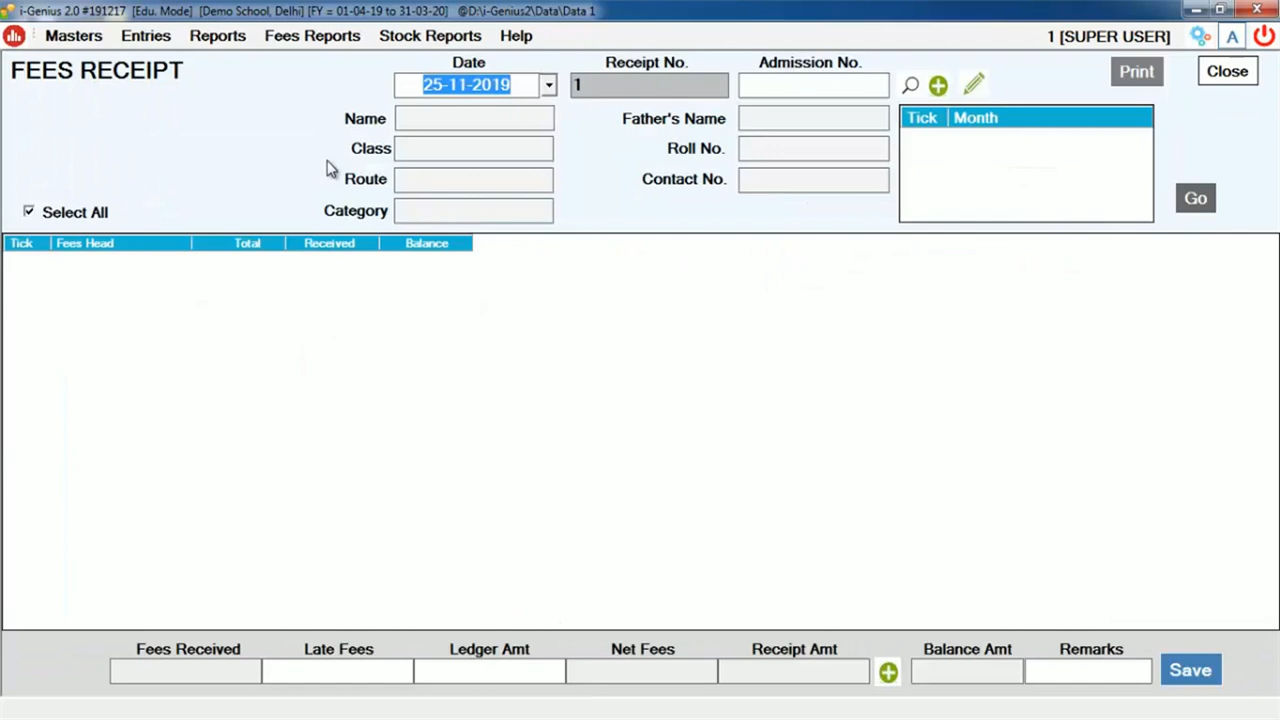 i-Genius 2.0 #191217 [Edu. Mode] [Demo School, Delhi] [FY = 01-04-19 to 31-03-20] @D:\i-Genius2\Data\Data 1
Masters Entries Reports Fees Reports Stock Reports Help 1 [SUPER USER] A
FEES RECEIPT Date Receipt No. Admission No. Print Close
25-11-2019 1
Name Father's Name Tick Month
Class Roll No.
Route Contact No.
Go
Select All Category
Tick Fees Head Total Received Balance
Fees Received Late Fees Ledger Amt Net Fees Receipt Amt Balance Amt Remarks
Save